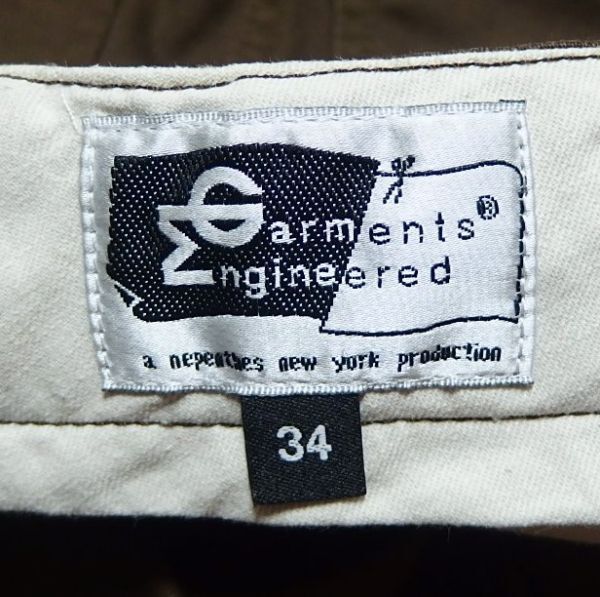 Garments®
Engineered
a nepenthes new york production
34